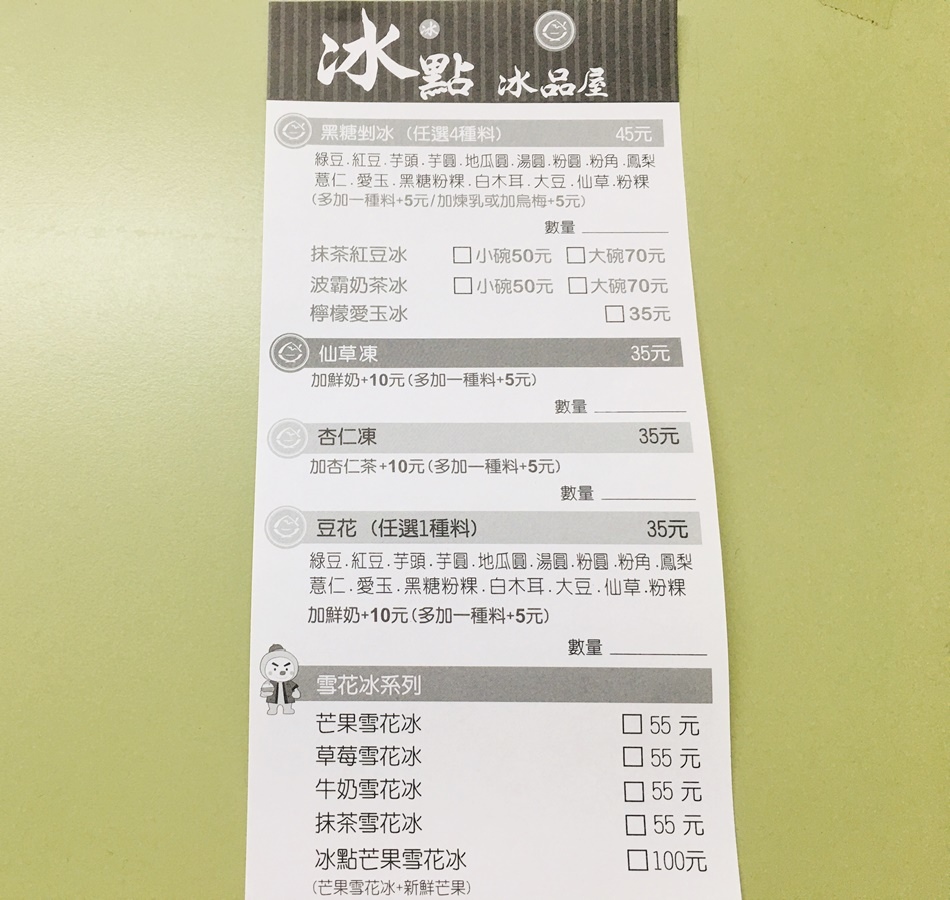 冰點 冰 冰品屋
黑糖剉冰 (任選4種料) 45元
綠豆.紅豆.芋頭.芋圓.地瓜圓.湯圓.粉圓.粉角.鳳梨
薏仁.愛玉.黑糖粉粿.白木耳.大豆.仙草.粉粿
(多加一種料+5元/加煉乳或加烏梅+5元)
數量
抹茶紅豆冰 □小碗50元 □大碗70元
波霸奶茶冰 □小碗50元 □大碗70元
檸檬愛玉冰 □35元
仙草凍 35元
加鮮奶+10元(多加一種料+5元)
數量
杏仁凍 35元
加杏仁茶+10元(多加一種料+5元)
數量
豆花 (任選1種料) 35元
綠豆.紅豆.芋頭.芋圓.地瓜圓.湯圓.粉圓.粉角.鳳梨
薏仁.愛玉.黑糖粉粿.白木耳.大豆.仙草.粉粿
加鮮奶+10元(多加一種料+5元)
數量
雪花冰系列
芒果雪花冰 □ 55 元
草莓雪花冰 □ 55 元
牛奶雪花冰 □ 55 元
抹茶雪花冰 □ 55 元
冰點芒果雪花冰 □100元
(芒果雪花冰+新鮮芒果)